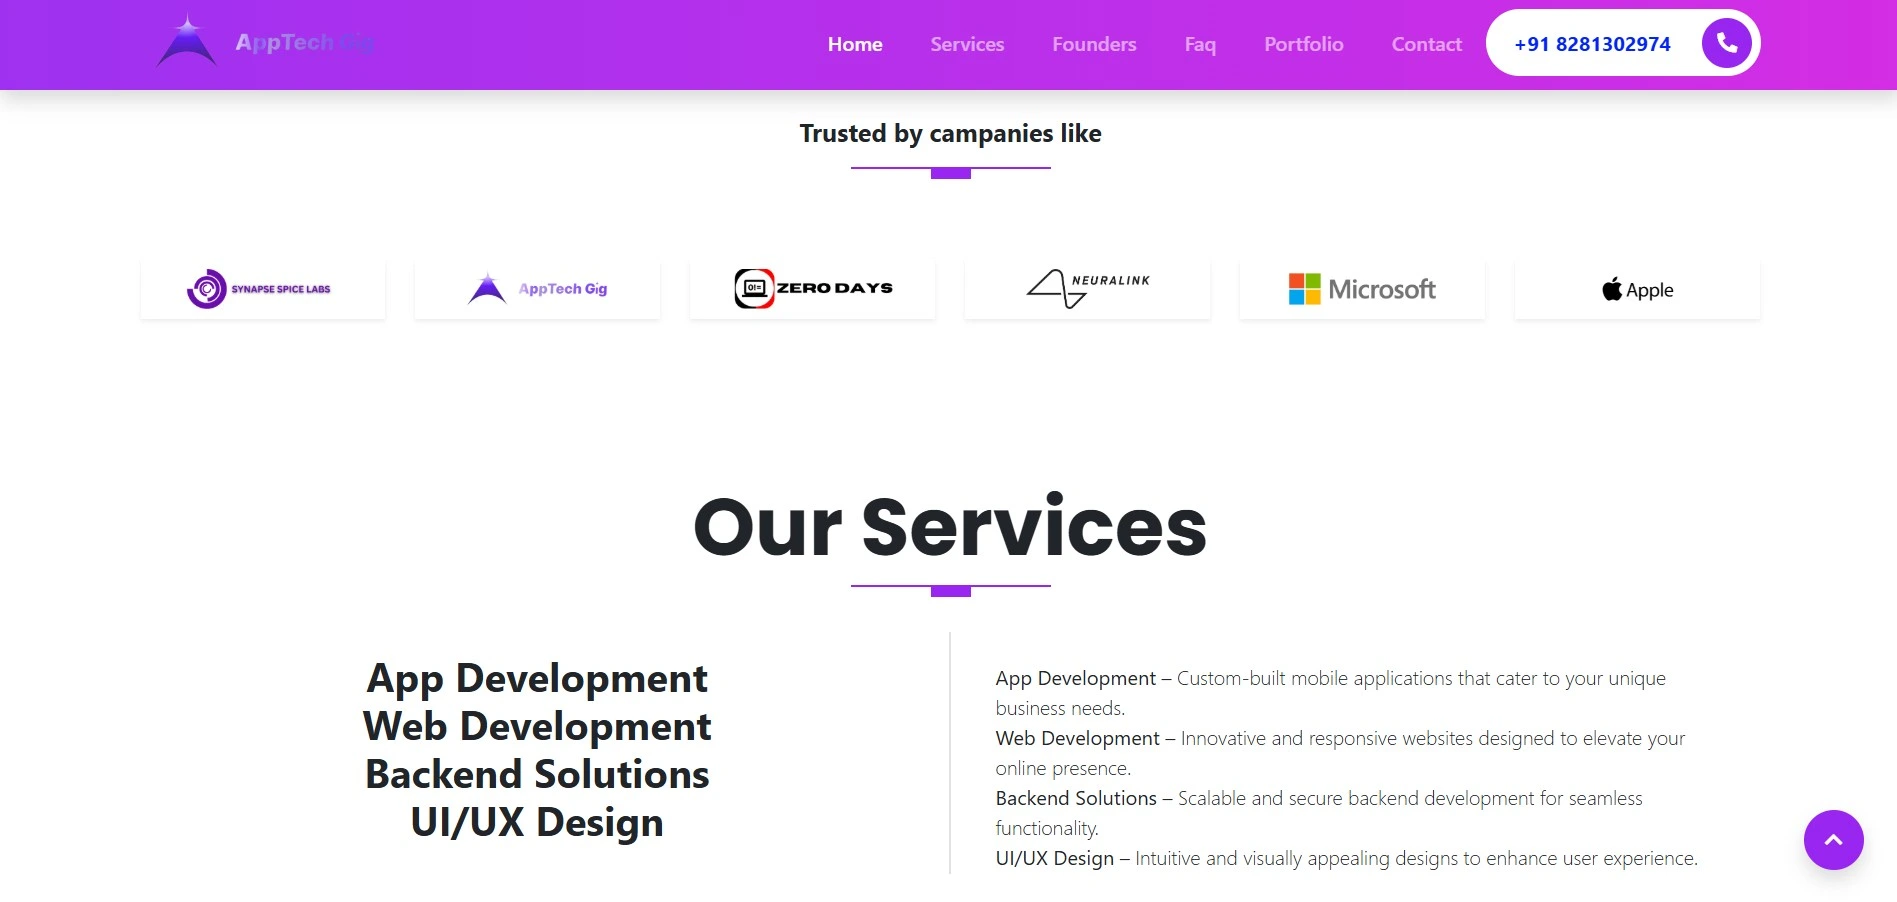 AppTech Gig
Home Services Founders Faq Portfolio Contact +91 8281302974
Trusted by campanies like
SYNAPSE SPICE LABS AppTech Gig 01= ZERO DAYS NEURALINK Microsoft Apple
Our Services
App Development
Web Development
Backend Solutions
UI/UX Design
App Development – Custom-built mobile applications that cater to your unique
business needs.
Web Development – Innovative and responsive websites designed to elevate your
online presence.
Backend Solutions – Scalable and secure backend development for seamless
functionality.
UI/UX Design – Intuitive and visually appealing designs to enhance user experience.